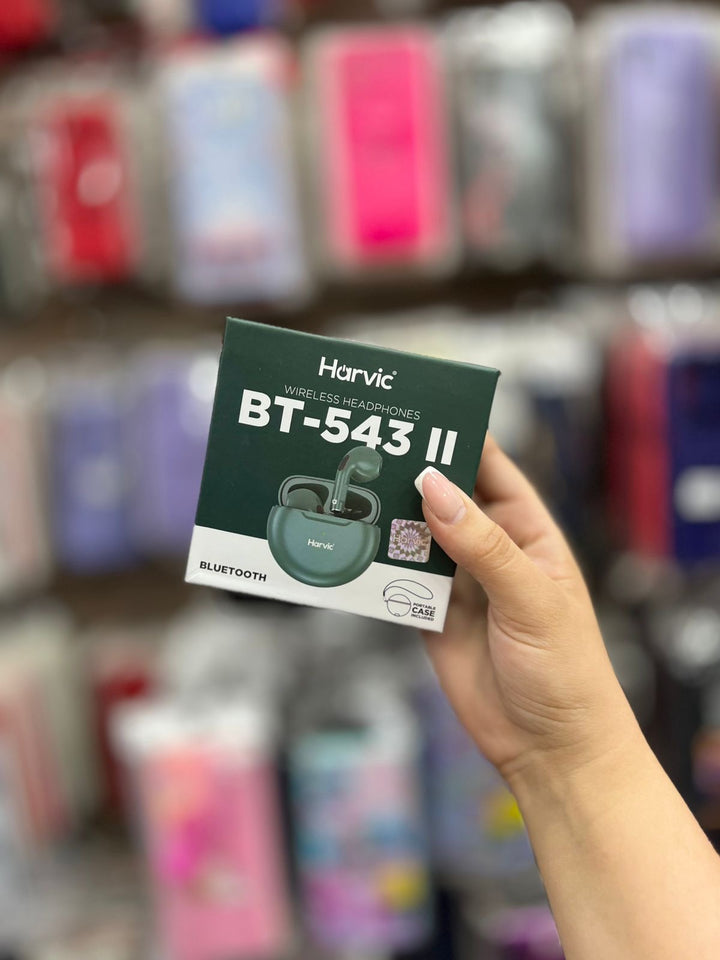 Harvic®
WIRELESS HEADPHONES
BT-543 II
Harvic
BLUETOOTH
PORTABLE
CASE
INCLUDED